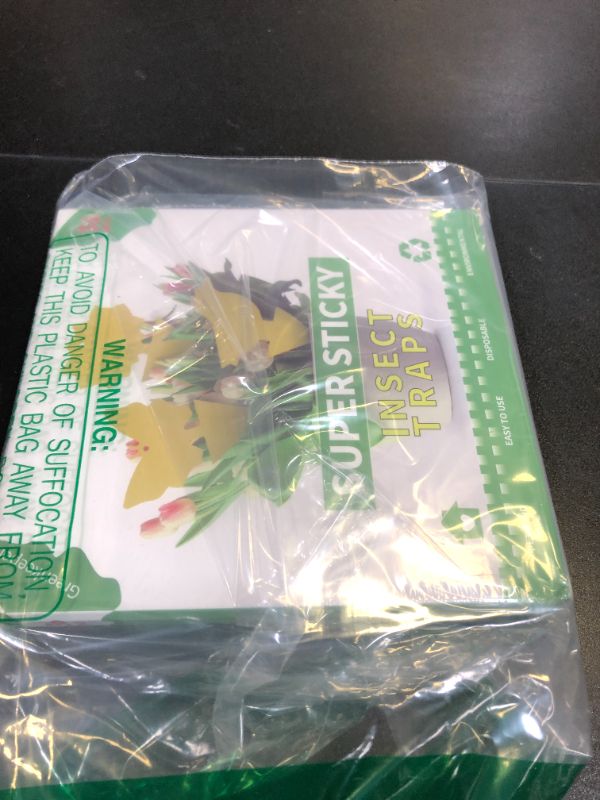 SUPER STICKY
INSECT
TRAPS
EASY TO USE
DISPOSABLE
ENVIRONMENTAL
WARNING:
TO AVOID DANGER OF SUFFOCATION,
KEEP THIS PLASTIC BAG AWAY FROM